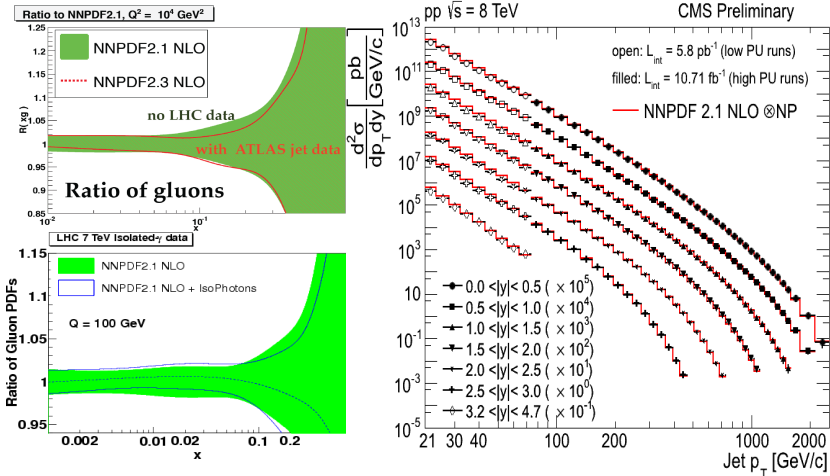 Ratio to NNPDF2.1, Q² = 10⁴ GeV²
NNPDF2.1 NLO
NNPDF2.3 NLO
no LHC data
with ATLAS jet data
Ratio of gluons
R( xg )
1.25
1.2
1.15
1.1
1.05
1
0.95
0.9
0.85
10⁻²
10⁻¹
x
LHC 7 TeV Isolated-γ data
NNPDF2.1 NLO
NNPDF2.1 NLO + IsoPhotons
Q = 100 GeV
Ratio of Gluon PDFs
1.15
1.10
1.05
1
0.95
0.002
0.01 0.02
0.1
0.2
x
pp √s = 8 TeV
CMS Preliminary
open: L_int = 5.8 pb⁻¹ (low PU runs)
filled: L_int = 10.71 fb⁻¹ (high PU runs)
NNPDF 2.1 NLO ⊗NP
d²σ/dp_T dy [pb/GeV/c]
10¹³
10¹¹
10⁹
10⁷
10⁵
10³
10
10⁻¹
10⁻³
10⁻⁵
0.0 <|y|< 0.5 ( × 10⁵)
0.5 <|y|< 1.0 ( × 10⁴)
1.0 <|y|< 1.5 ( × 10³)
1.5 <|y|< 2.0 ( × 10²)
2.0 <|y|< 2.5 ( × 10¹)
2.5 <|y|< 3.0 ( × 10⁰)
3.2 <|y|< 4.7 ( × 10⁻¹)
21 30 40 100 200 1000 2000
Jet p_T [GeV/c]